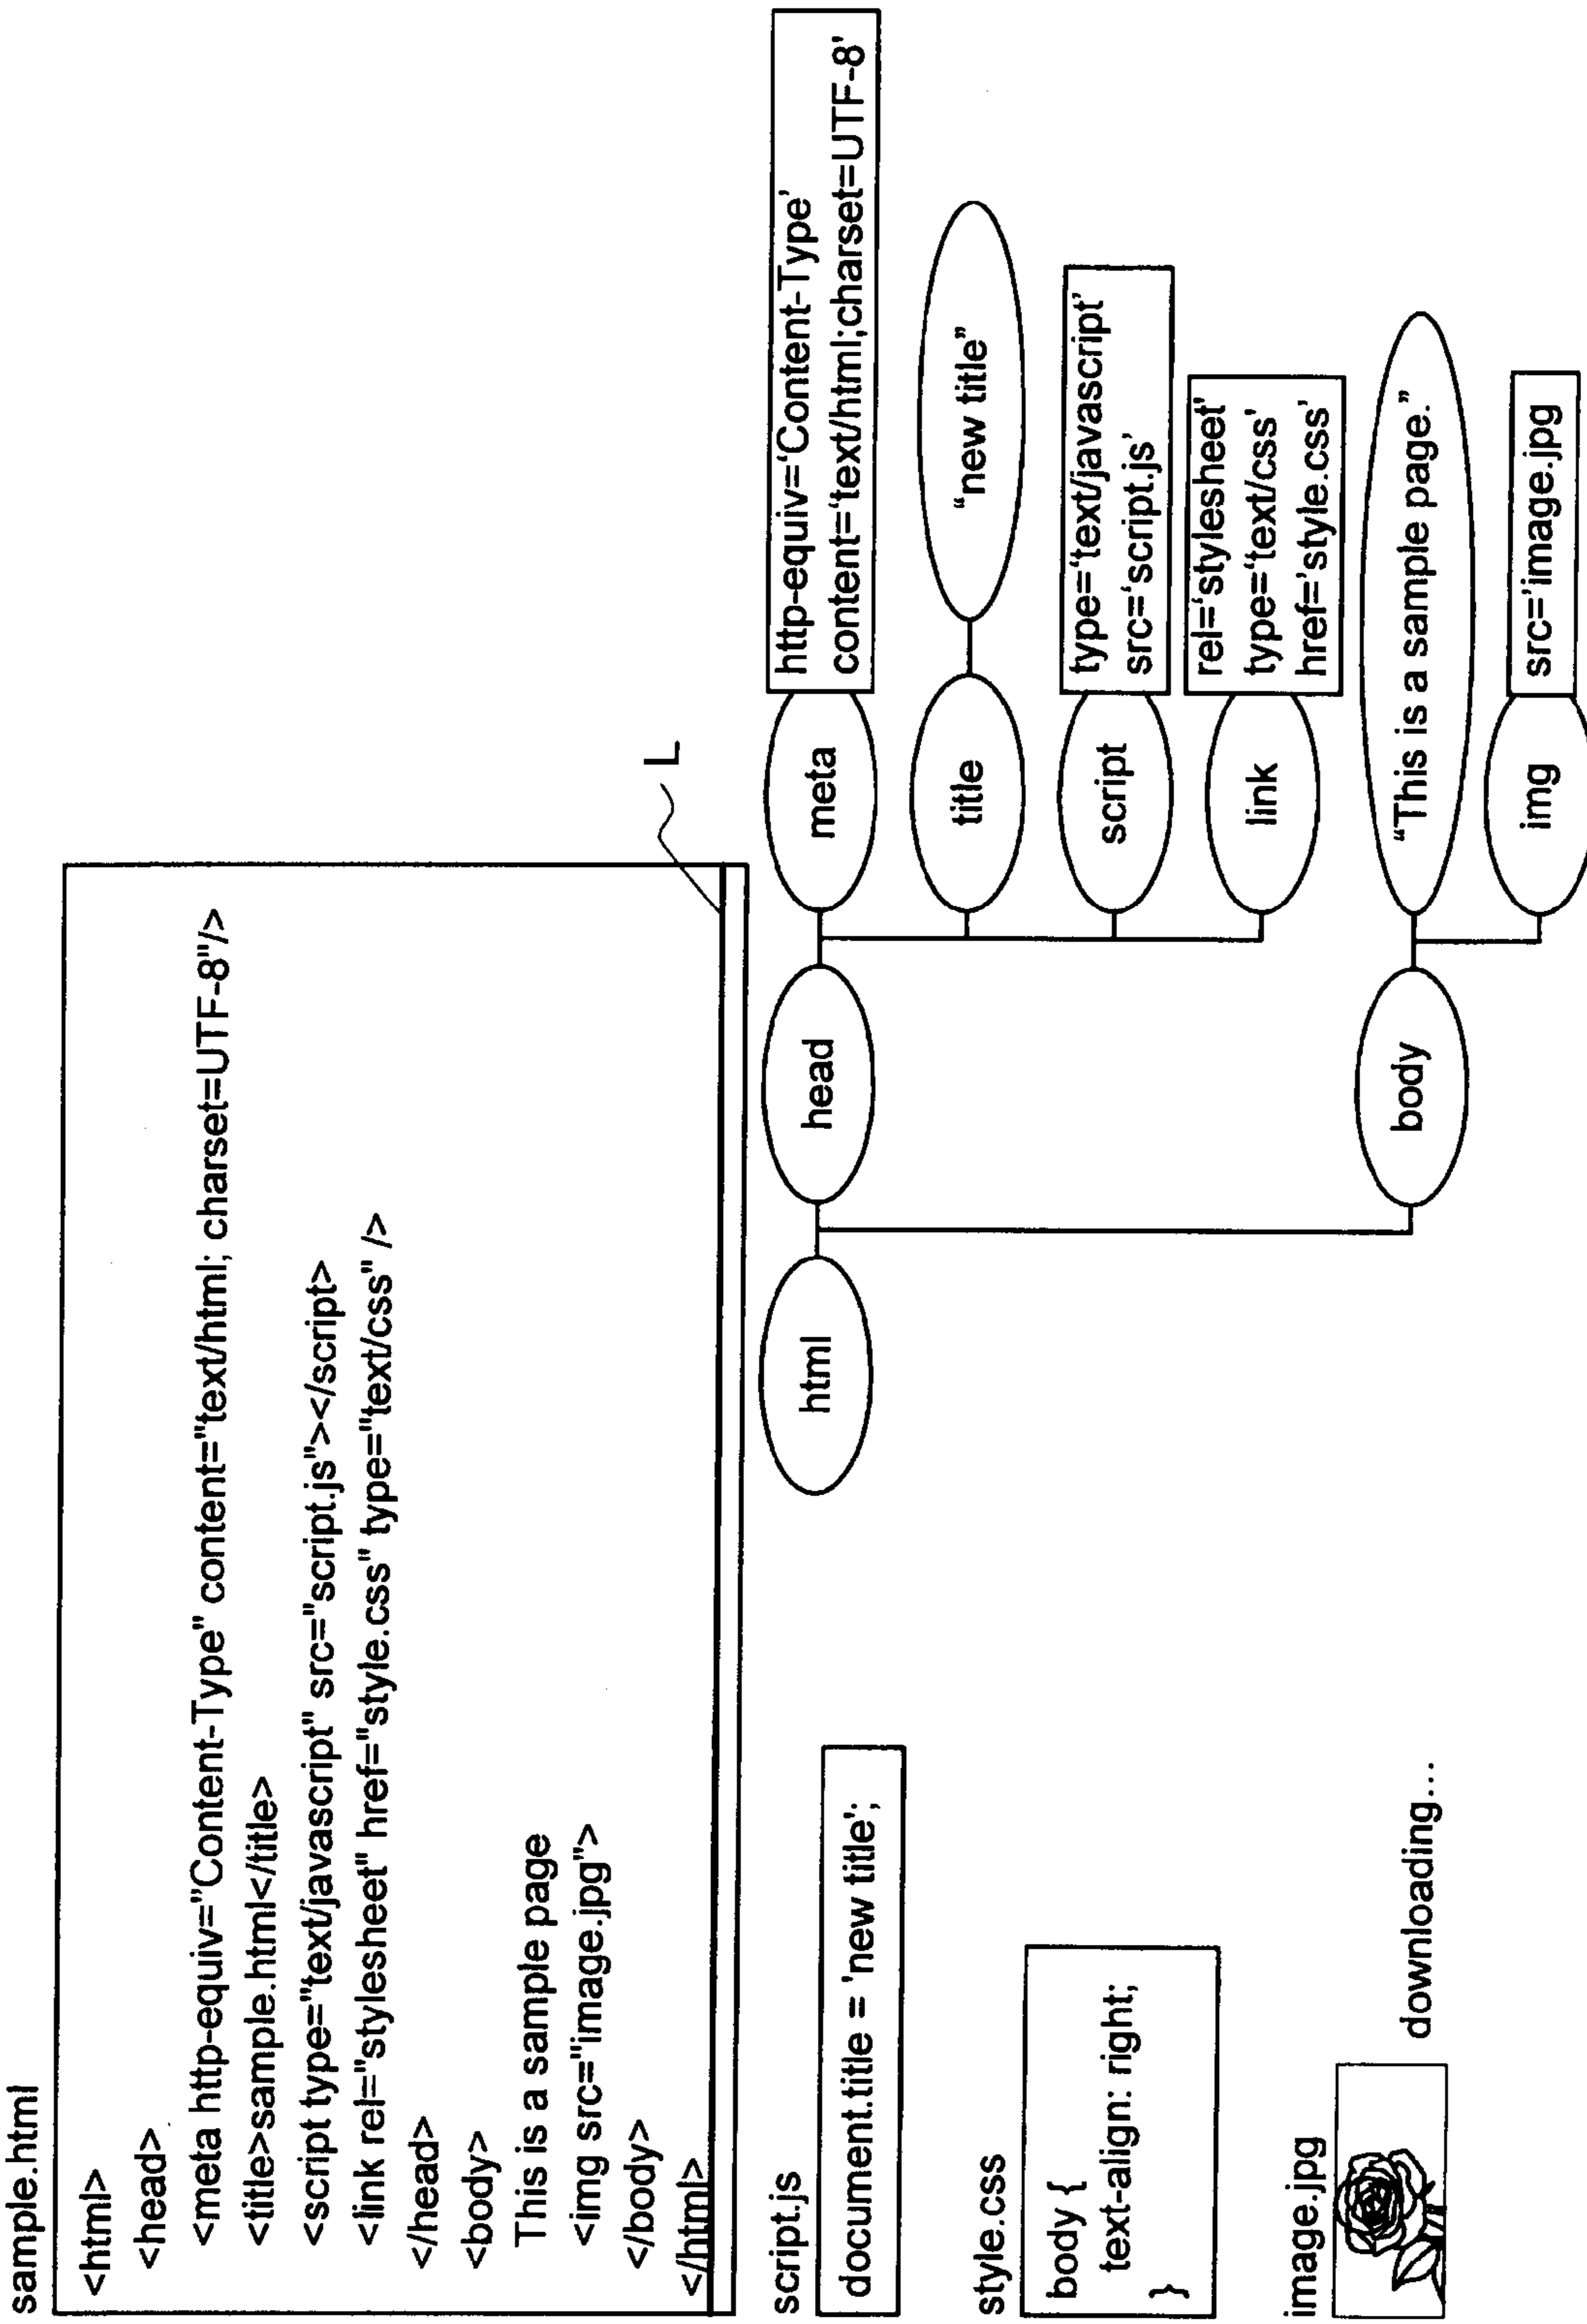 sample.html
<html>
<head>
<meta http-equiv="Content-Type" content="text/html; charset=UTF-8"/>
<title>sample.html</title>
<script type="text/javascript" src="script.js"></script>
<link rel="stylesheet" href="style.css" type="text/css" />
</head>
<body>
This is a sample page
<img src="image.jpg">
</body>
</html>
L
script.js
document.title = 'new title';
style.css
body {
text-align: right;
}
image.jpg
downloading...
html
head
meta
http-equiv=‘Content-Type’
content=‘text/html;charset=UTF-8’
title
“new title”
script
type=‘text/javascript’
src=‘script.js’
link
rel=‘stylesheet’
type=‘text/css’
href=‘style.css’
body
“This is a sample page.”
img
src=’image.jpg